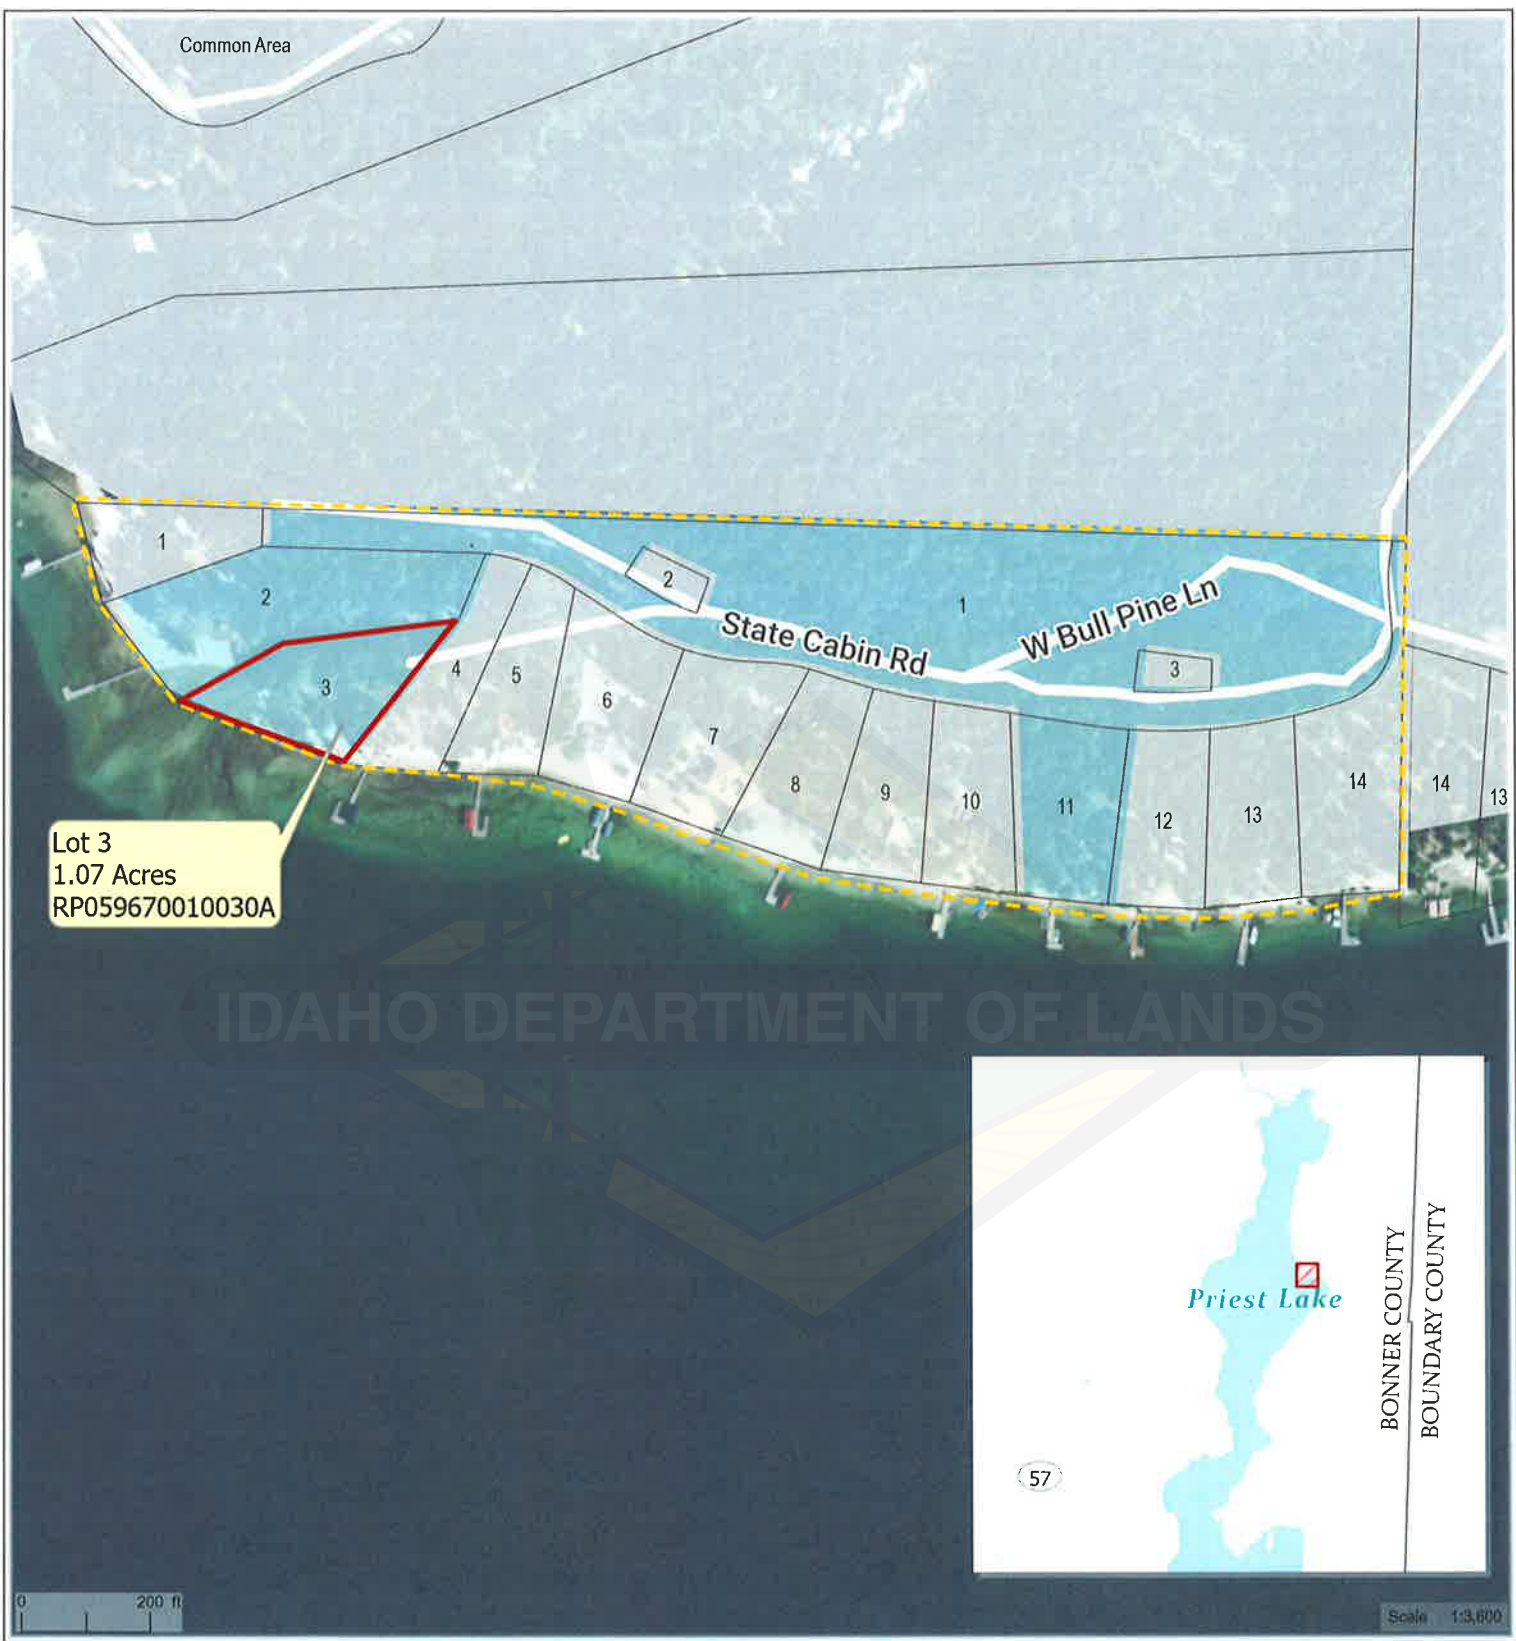 Common Area
1
2
2
1
W Bull Pine Ln
State Cabin Rd
3
3
4
5
6
7
8
9
10
11
12
13
14
14
13
Lot 3
1.07 Acres
RP059670010030A
IDAHO DEPARTMENT OF LANDS
Priest Lake
BONNER COUNTY
BOUNDARY COUNTY
57
0 200 ft
Scale 1:3,600